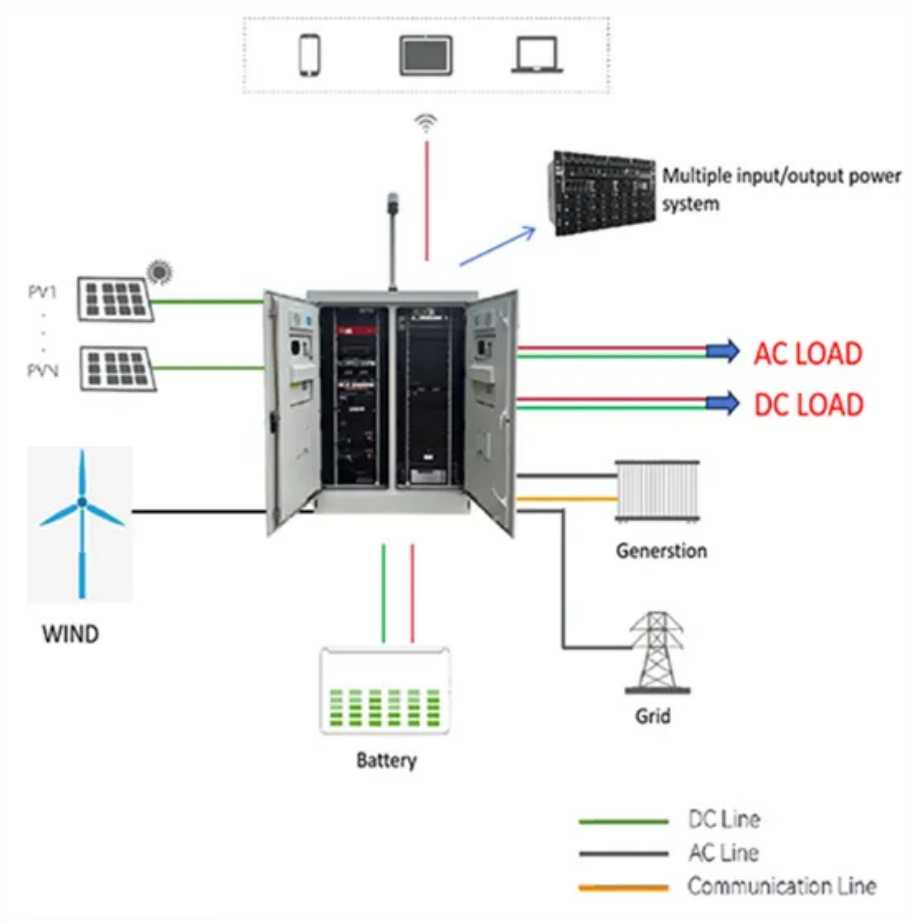 Multiple input/output power
system
PV1
PVN
AC LOAD
DC LOAD
WIND
Generstion
Grid
Battery
DC Line
AC Line
Communication Line